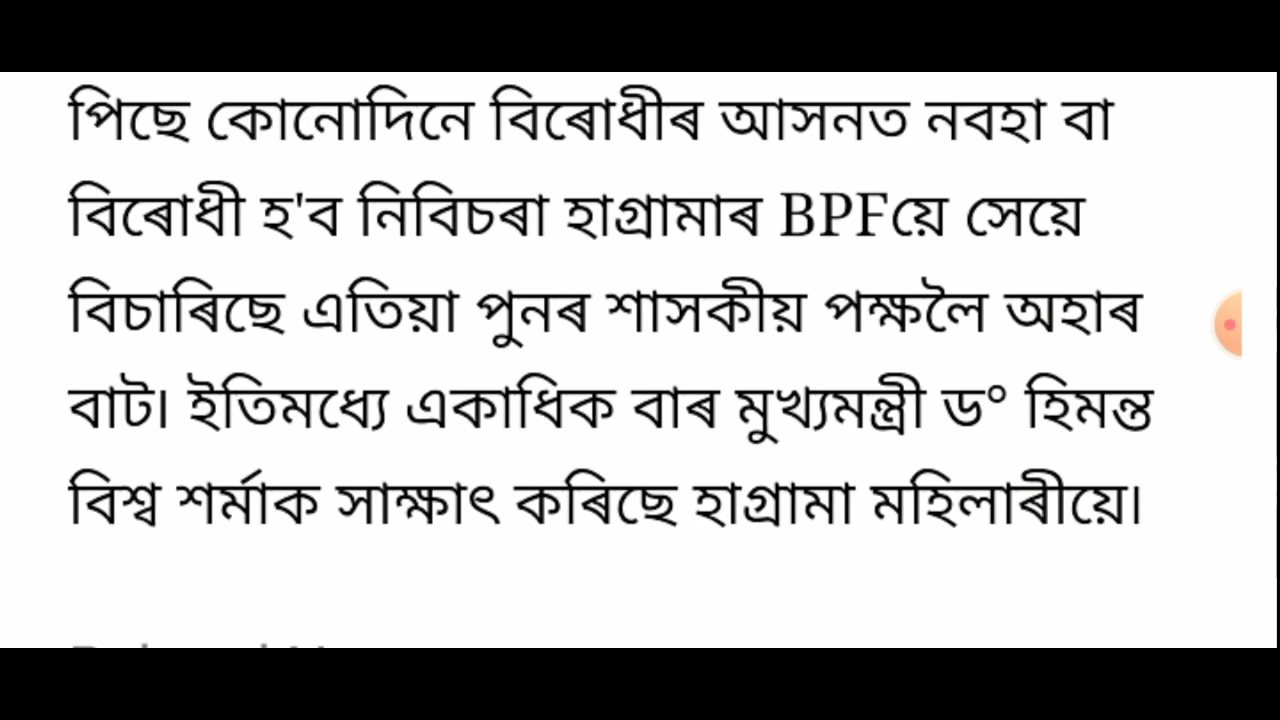 পিছে কোনোদিনে বিৰোধীৰ আসনত নবহা বা
বিৰোধী হ'ব নিবিচৰা হাগ্ৰামাৰ BPFয়ে সেয়ে
বিচাৰিছে এতিয়া পুনৰ শাসকীয় পক্ষলৈ অহাৰ
বাট। ইতিমধ্যে একাধিক বাৰ মুখ্যমন্ত্ৰী ড° হিমন্ত
বিশ্ব শৰ্মাক সাক্ষাৎ কৰিছে হাগ্ৰামা মহিলাৰীয়ে।